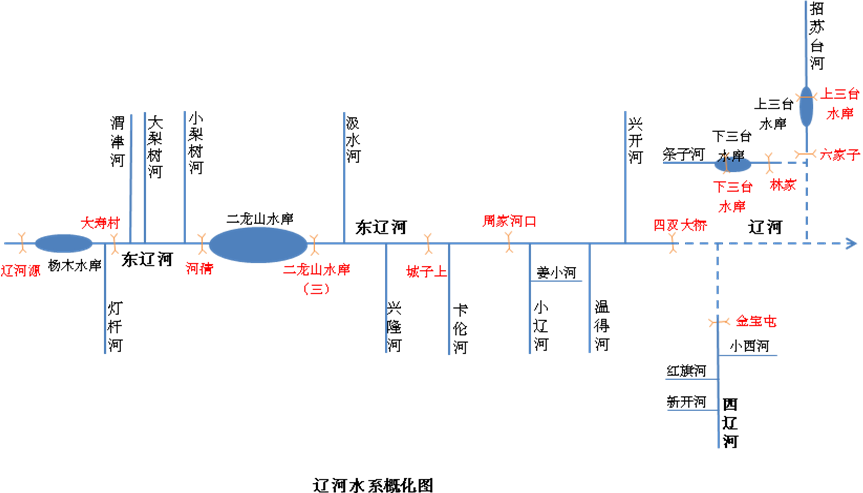 招苏台河
上三台
水库
上三台
水库
六家子
条子河
下三台
水库
下三台
水库
林家
渭津河
大梨树河
小梨树河
汲水河
兴开河
大寿村
二龙山水库
东辽河
周家河口
四双大桥
辽河
辽河源
杨木水库
东辽河
河清
二龙山水库
（三）
城子上
姜小河
灯杆河
兴隆河
卡伦河
小辽河
温得河
金宝屯
小西河
红旗河
新开河
西辽河
辽河水系概化图